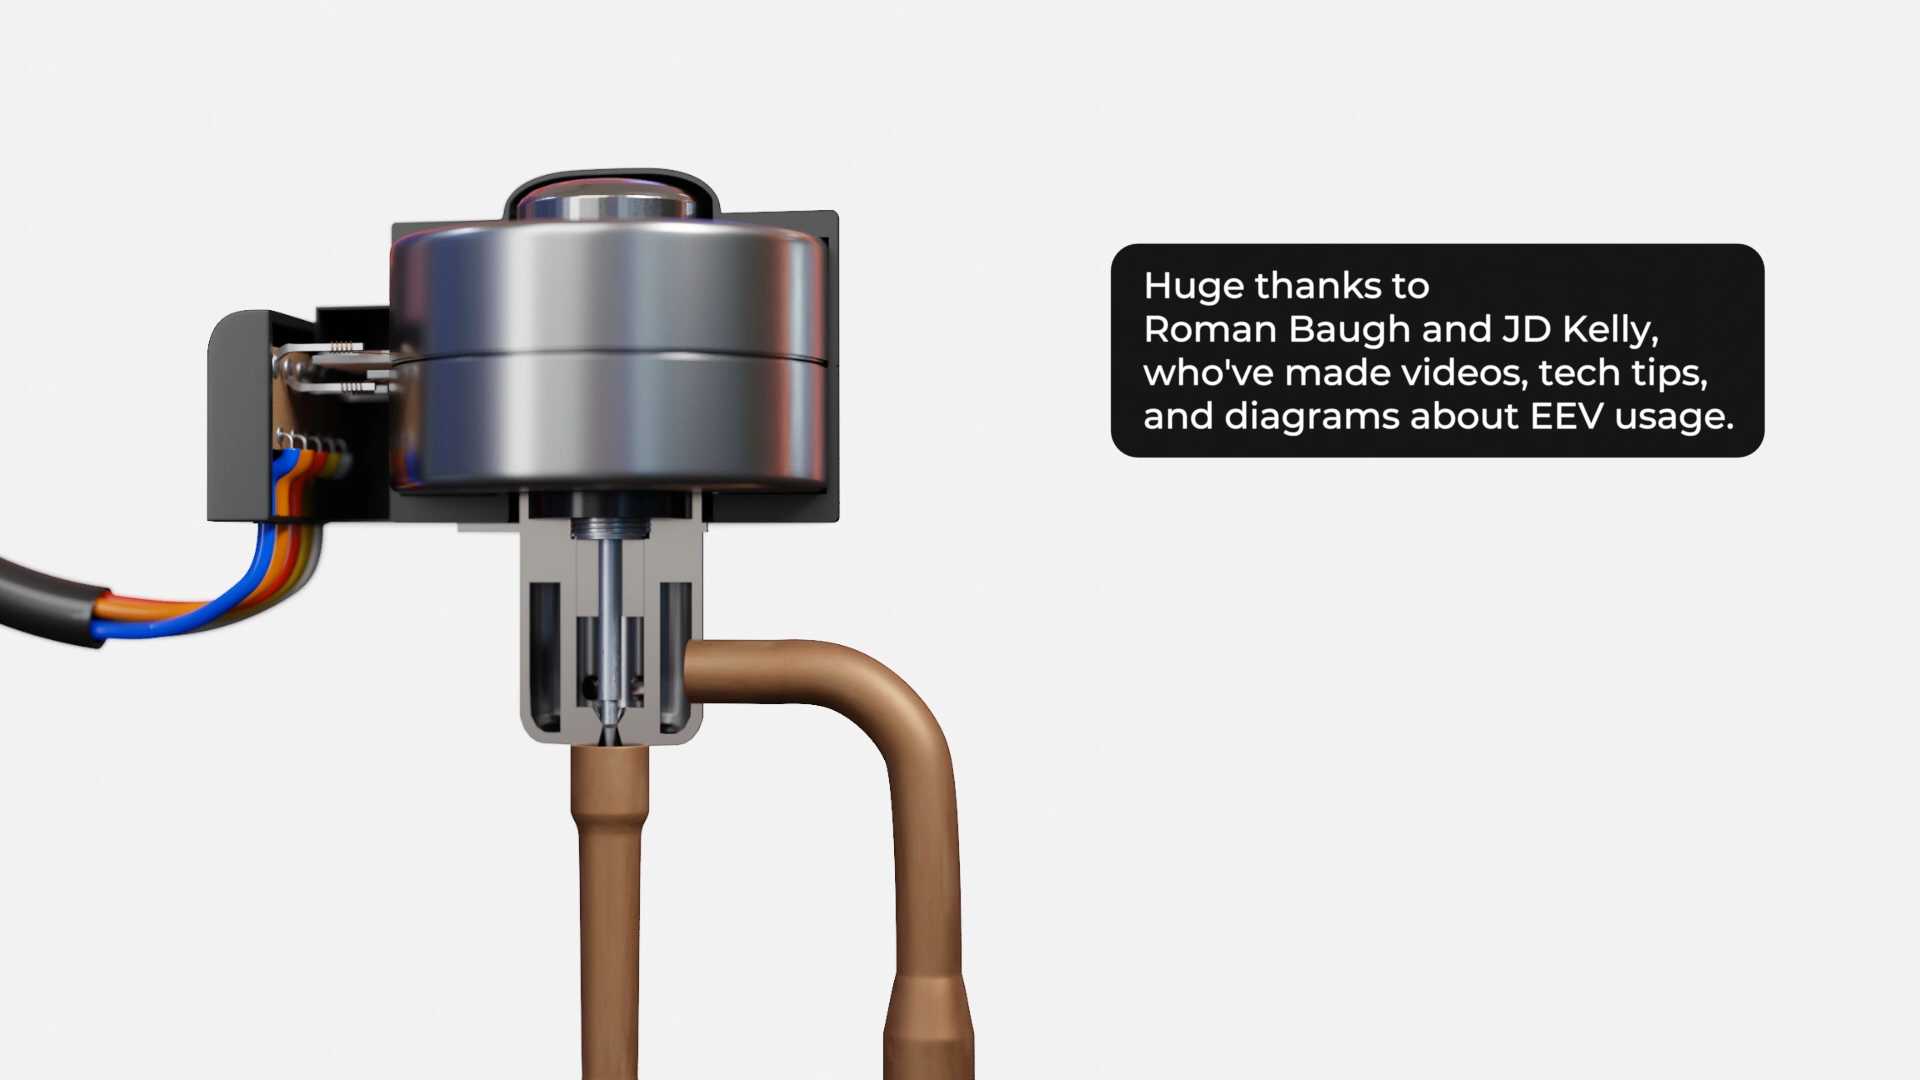 Huge thanks to
Roman Baugh and JD Kelly,
who've made videos, tech tips,
and diagrams about EEV usage.